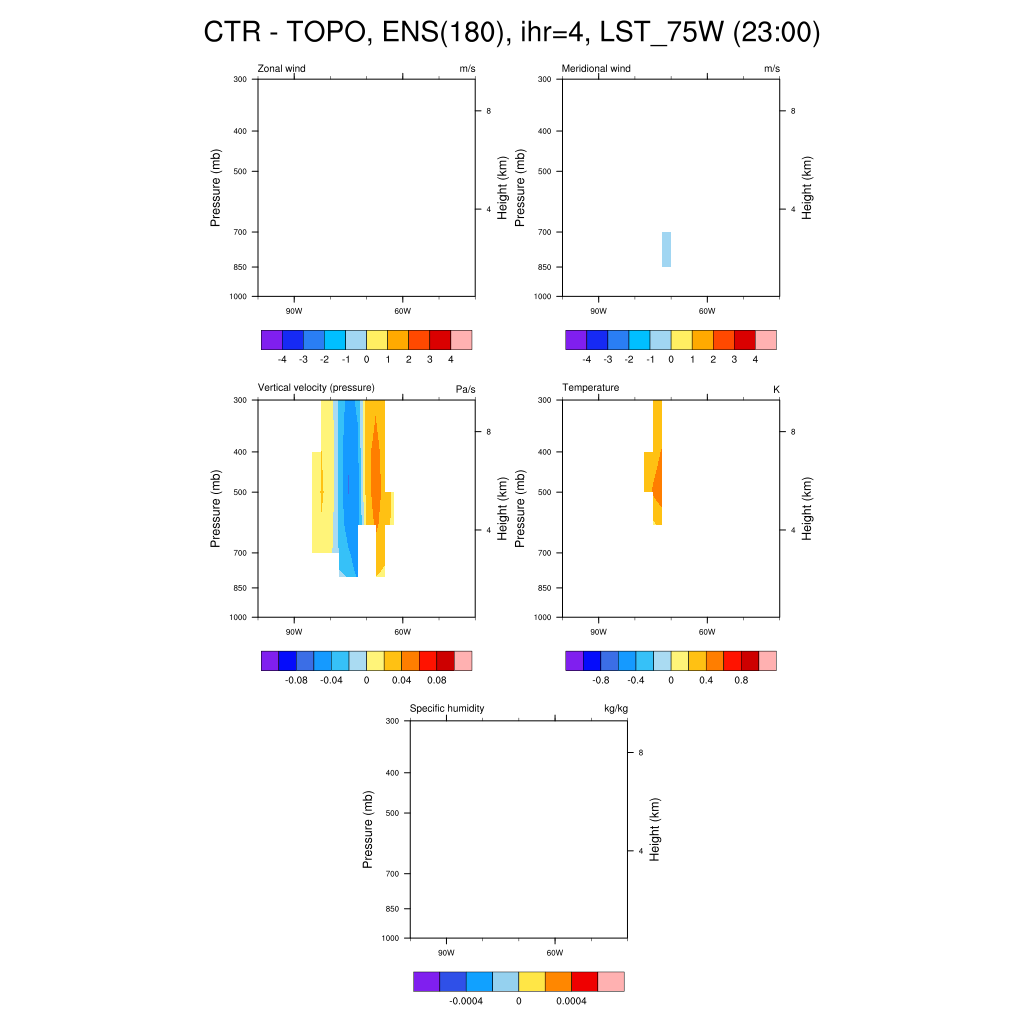 CTR - TOPO, ENS(180), ihr=4, LST_75W (23:00)
Zonal wind m/s
300
400
500
700
850
1000
Pressure (mb)
8
4
Height (km)
90W 60W
-4 -3 -2 -1 0 1 2 3 4
Meridional wind m/s
300
400
500
700
850
1000
Pressure (mb)
8
4
Height (km)
90W 60W
-4 -3 -2 -1 0 1 2 3 4
Vertical velocity (pressure) Pa/s
300
400
500
700
850
1000
Pressure (mb)
8
4
Height (km)
90W 60W
-0.08 -0.04 0 0.04 0.08
Temperature K
300
400
500
700
850
1000
Pressure (mb)
8
4
Height (km)
90W 60W
-0.8 -0.4 0 0.4 0.8
Specific humidity kg/kg
300
400
500
700
850
1000
Pressure (mb)
8
4
Height (km)
90W 60W
-0.0004 0 0.0004